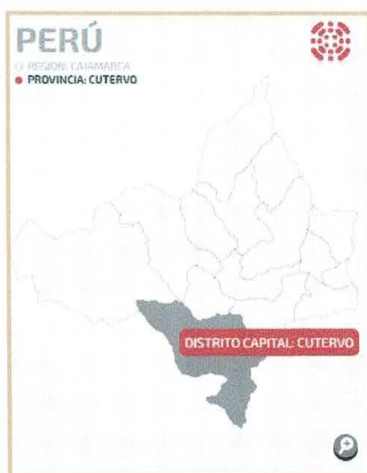 PERÚ
REGIÓN: CAJAMARCA
PROVINCIA: CUTERVO
DISTRITO CAPITAL: CUTERVO